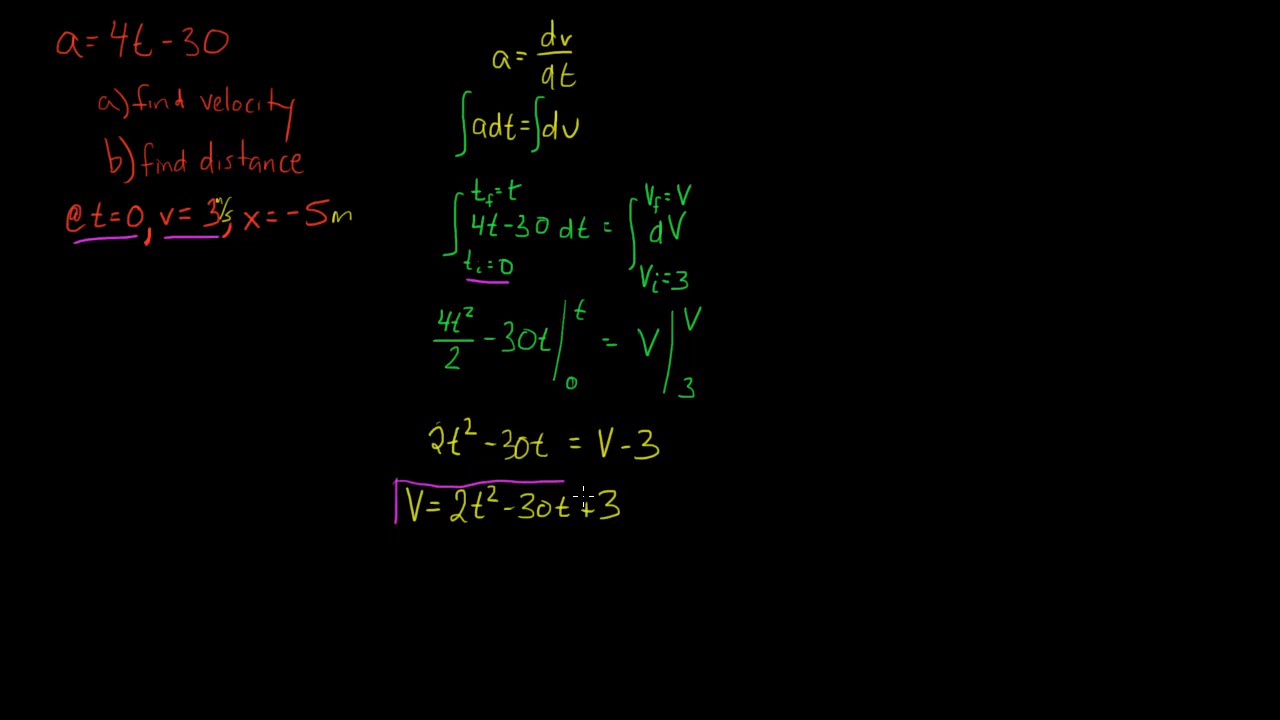 a=4t-30
a) find velocity
b) find distance
@ t=0, v= 3 m/s, x= -5m
a= dv/dt
∫adt=∫dv
∫ t_f=t 4t-30 dt t_i=0 = ∫ V_f=V dV V_i=3
4t²/2 -30t | t 0 = V | V 3
2t² -30t = V -3
V= 2t² -30t +3